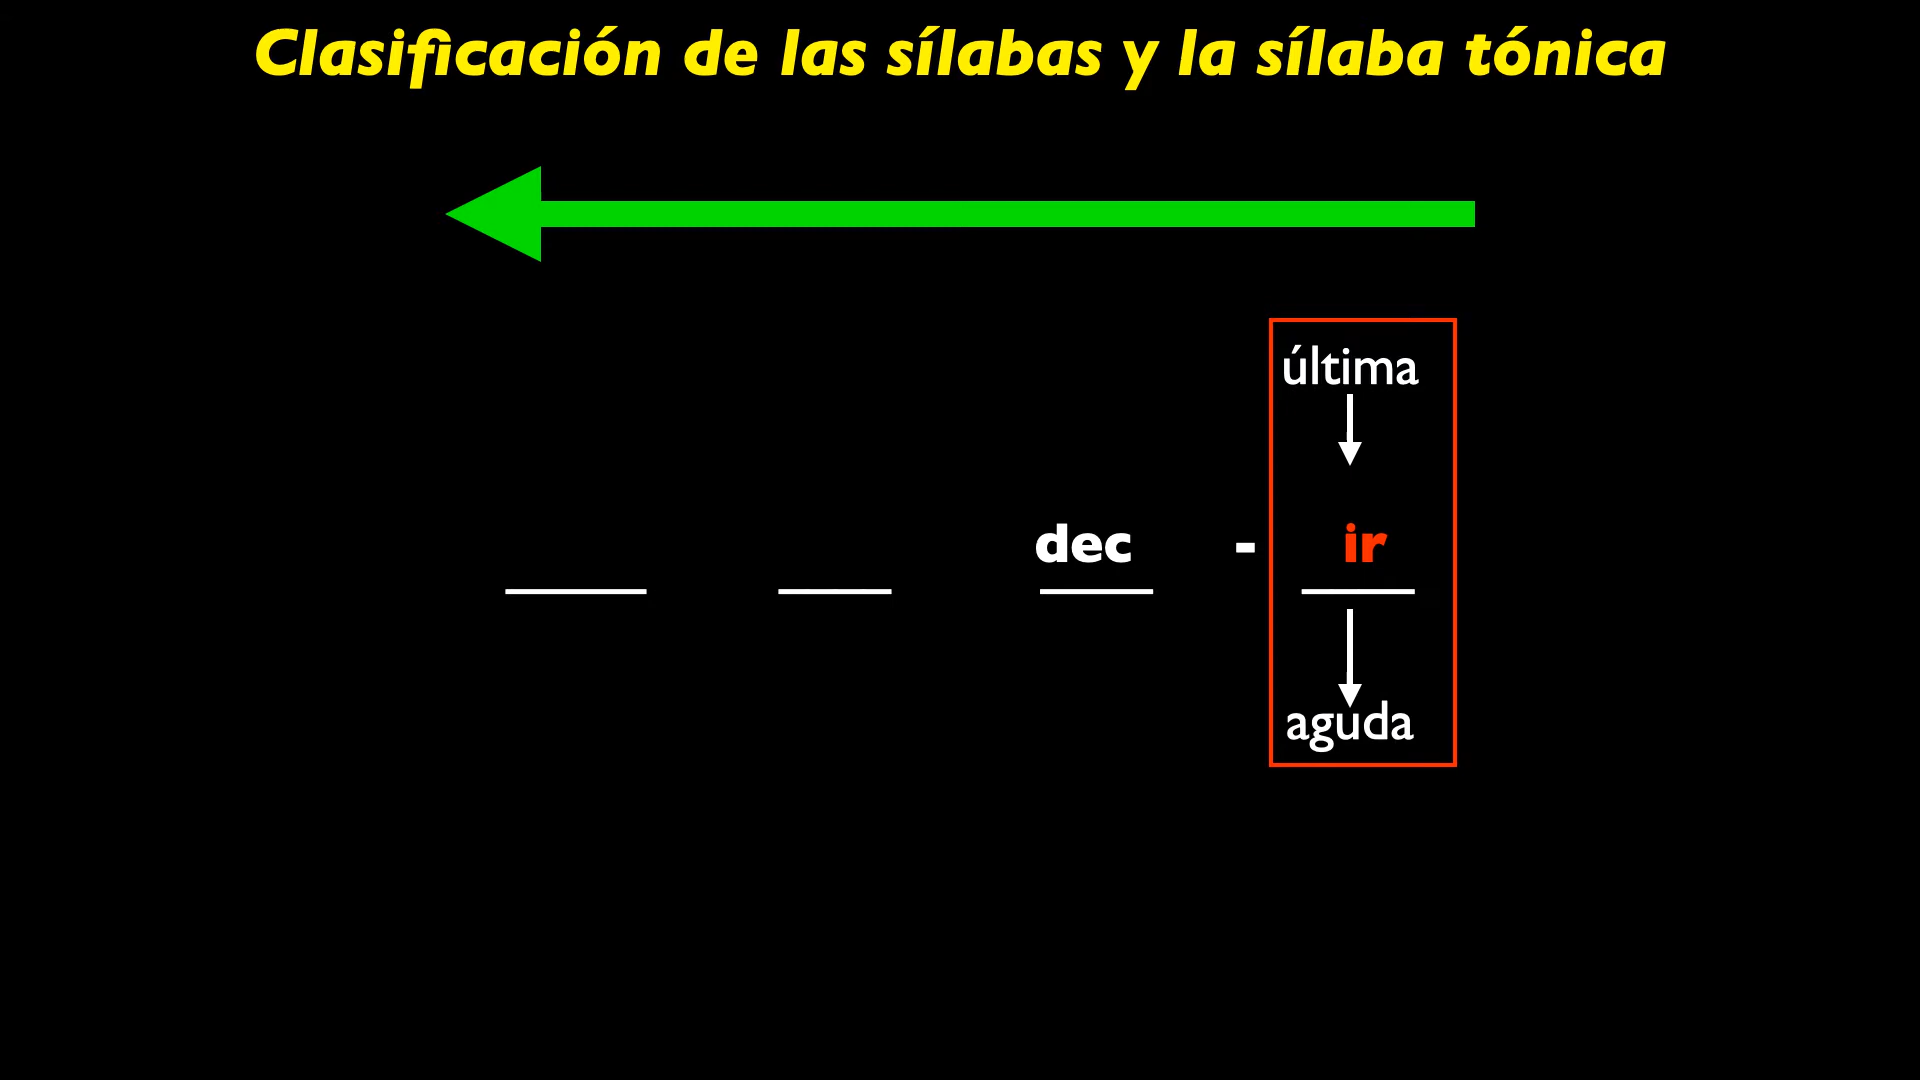 Clasificación de las sílabas y la sílaba tónica
última
dec - ir
aguda